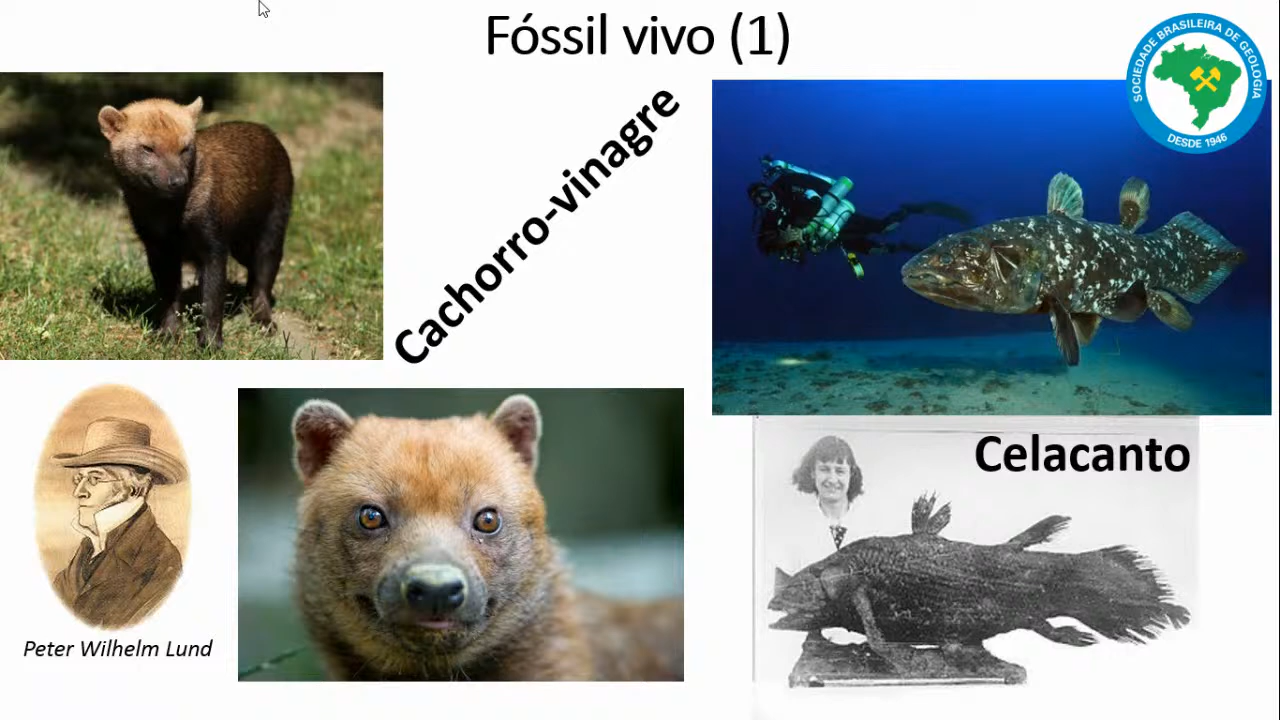 Fóssil vivo (1)
SOCIEDADE BRASILEIRA DE GEOLOGIA
DESDE 1946
Cachorro-vinagre
Celacanto
Peter Wilhelm Lund